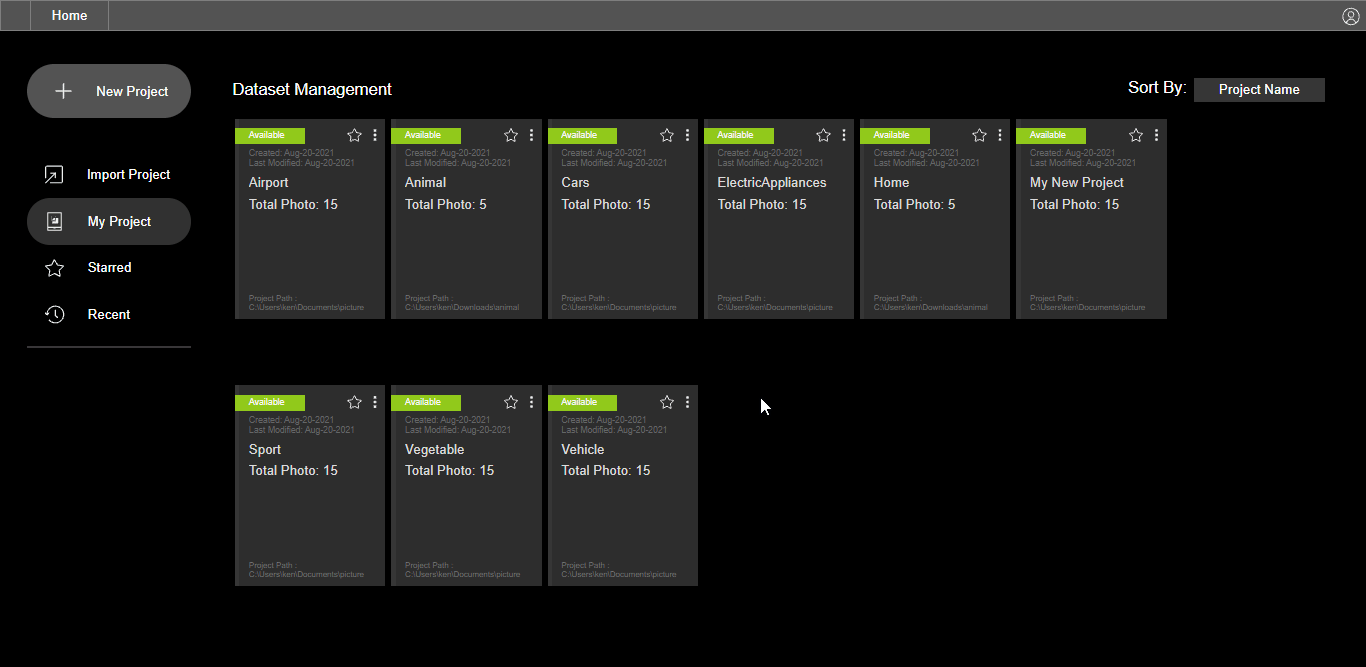 Home
New Project
Import Project
My Project
Starred
Recent
Dataset Management
Sort By: Project Name
Available
Created: Aug-20-2021
Last Modified: Aug-20-2021
Airport
Total Photo: 15
Project Path :
C:\Users\ken\Documents\picture
Available
Created: Aug-20-2021
Last Modified: Aug-20-2021
Animal
Total Photo: 5
Project Path :
C:\Users\ken\Downloads\animal
Available
Created: Aug-20-2021
Last Modified: Aug-20-2021
Cars
Total Photo: 15
Project Path :
C:\Users\ken\Documents\picture
Available
Created: Aug-20-2021
Last Modified: Aug-20-2021
ElectricAppliances
Total Photo: 15
Project Path :
C:\Users\ken\Documents\picture
Available
Created: Aug-20-2021
Last Modified: Aug-20-2021
Home
Total Photo: 5
Project Path :
C:\Users\ken\Downloads\animal
Available
Created: Aug-20-2021
Last Modified: Aug-20-2021
My New Project
Total Photo: 15
Project Path :
C:\Users\ken\Documents\picture
Available
Created: Aug-20-2021
Last Modified: Aug-20-2021
Sport
Total Photo: 15
Project Path :
C:\Users\ken\Documents\picture
Available
Created: Aug-20-2021
Last Modified: Aug-20-2021
Vegetable
Total Photo: 15
Project Path :
C:\Users\ken\Documents\picture
Available
Created: Aug-20-2021
Last Modified: Aug-20-2021
Vehicle
Total Photo: 15
Project Path :
C:\Users\ken\Documents\picture